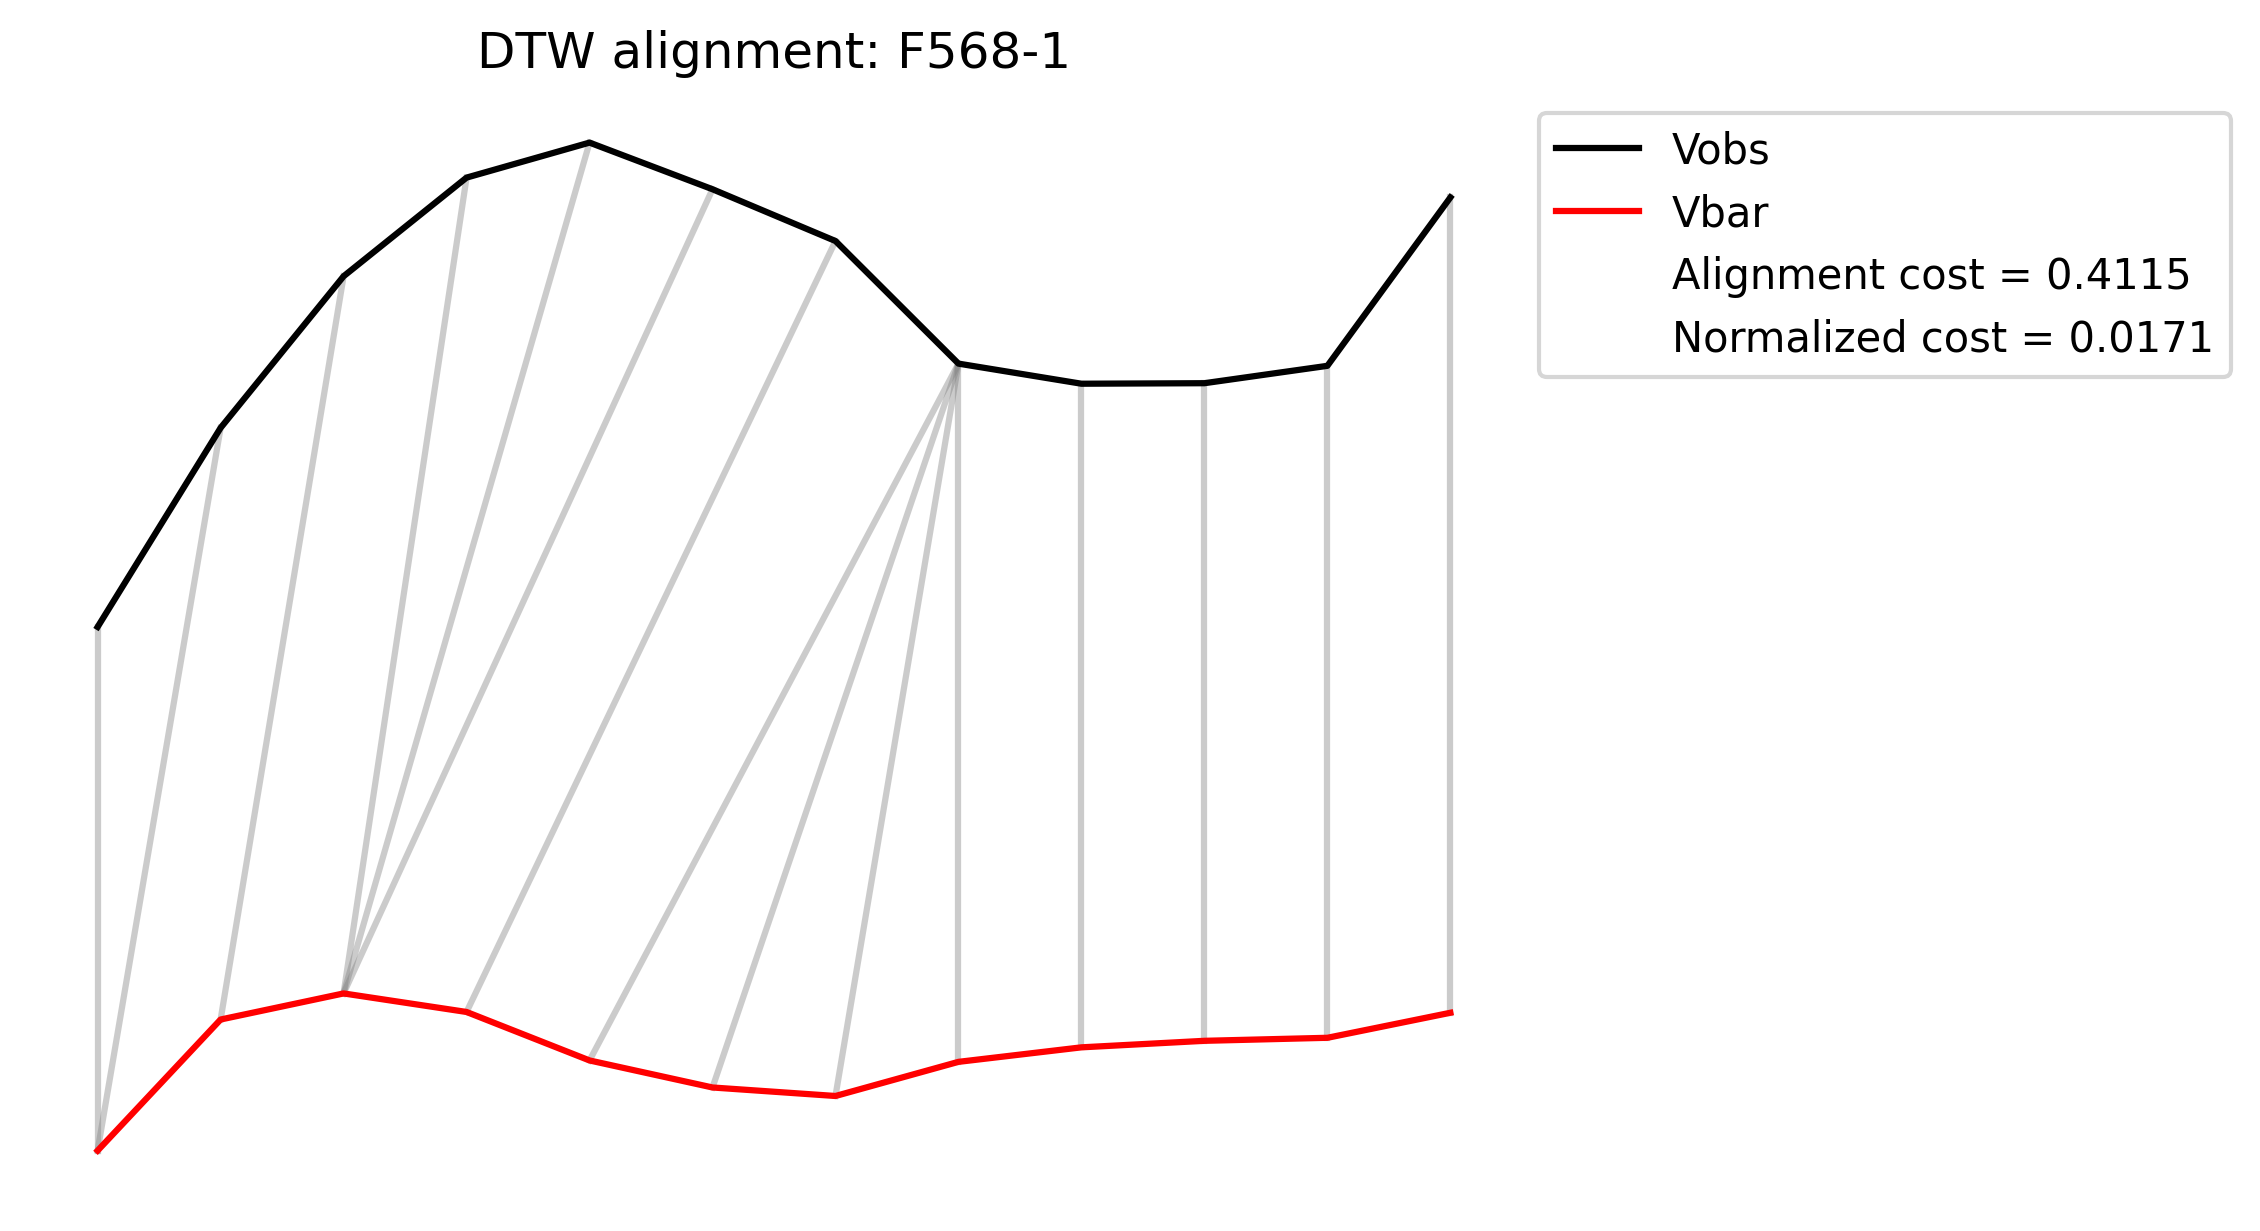 DTW alignment: F568-1
Vobs
Vbar
Alignment cost = 0.4115
Normalized cost = 0.0171